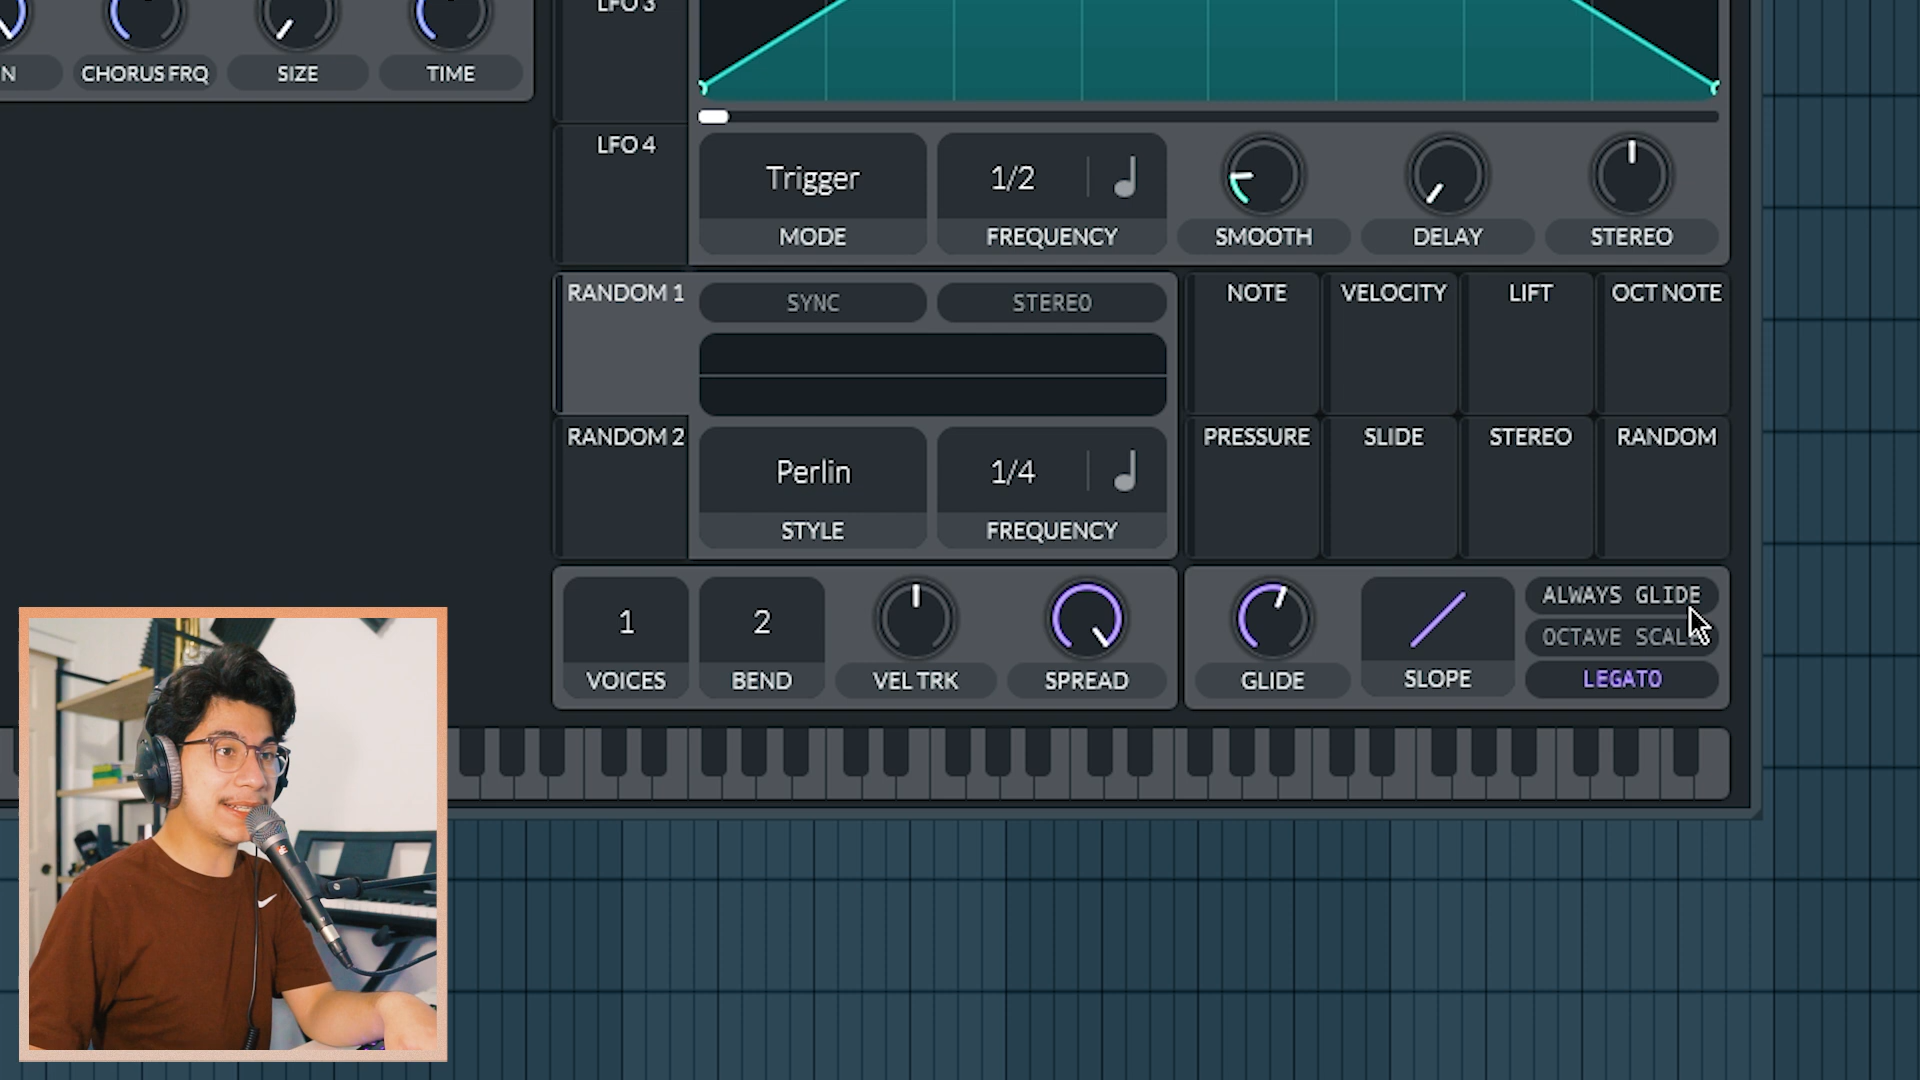 LFO 3
N CHORUS FRQ SIZE TIME
LFO 4
Trigger 1/2
MODE FREQUENCY SMOOTH DELAY STEREO
RANDOM 1 SYNC STEREO NOTE VELOCITY LIFT OCT NOTE
RANDOM 2 PRESSURE SLIDE STEREO RANDOM
Perlin 1/4
STYLE FREQUENCY
1 2 ALWAYS GLIDE
OCTAVE SCALE
VOICES BEND VEL TRK SPREAD GLIDE SLOPE LEGATO